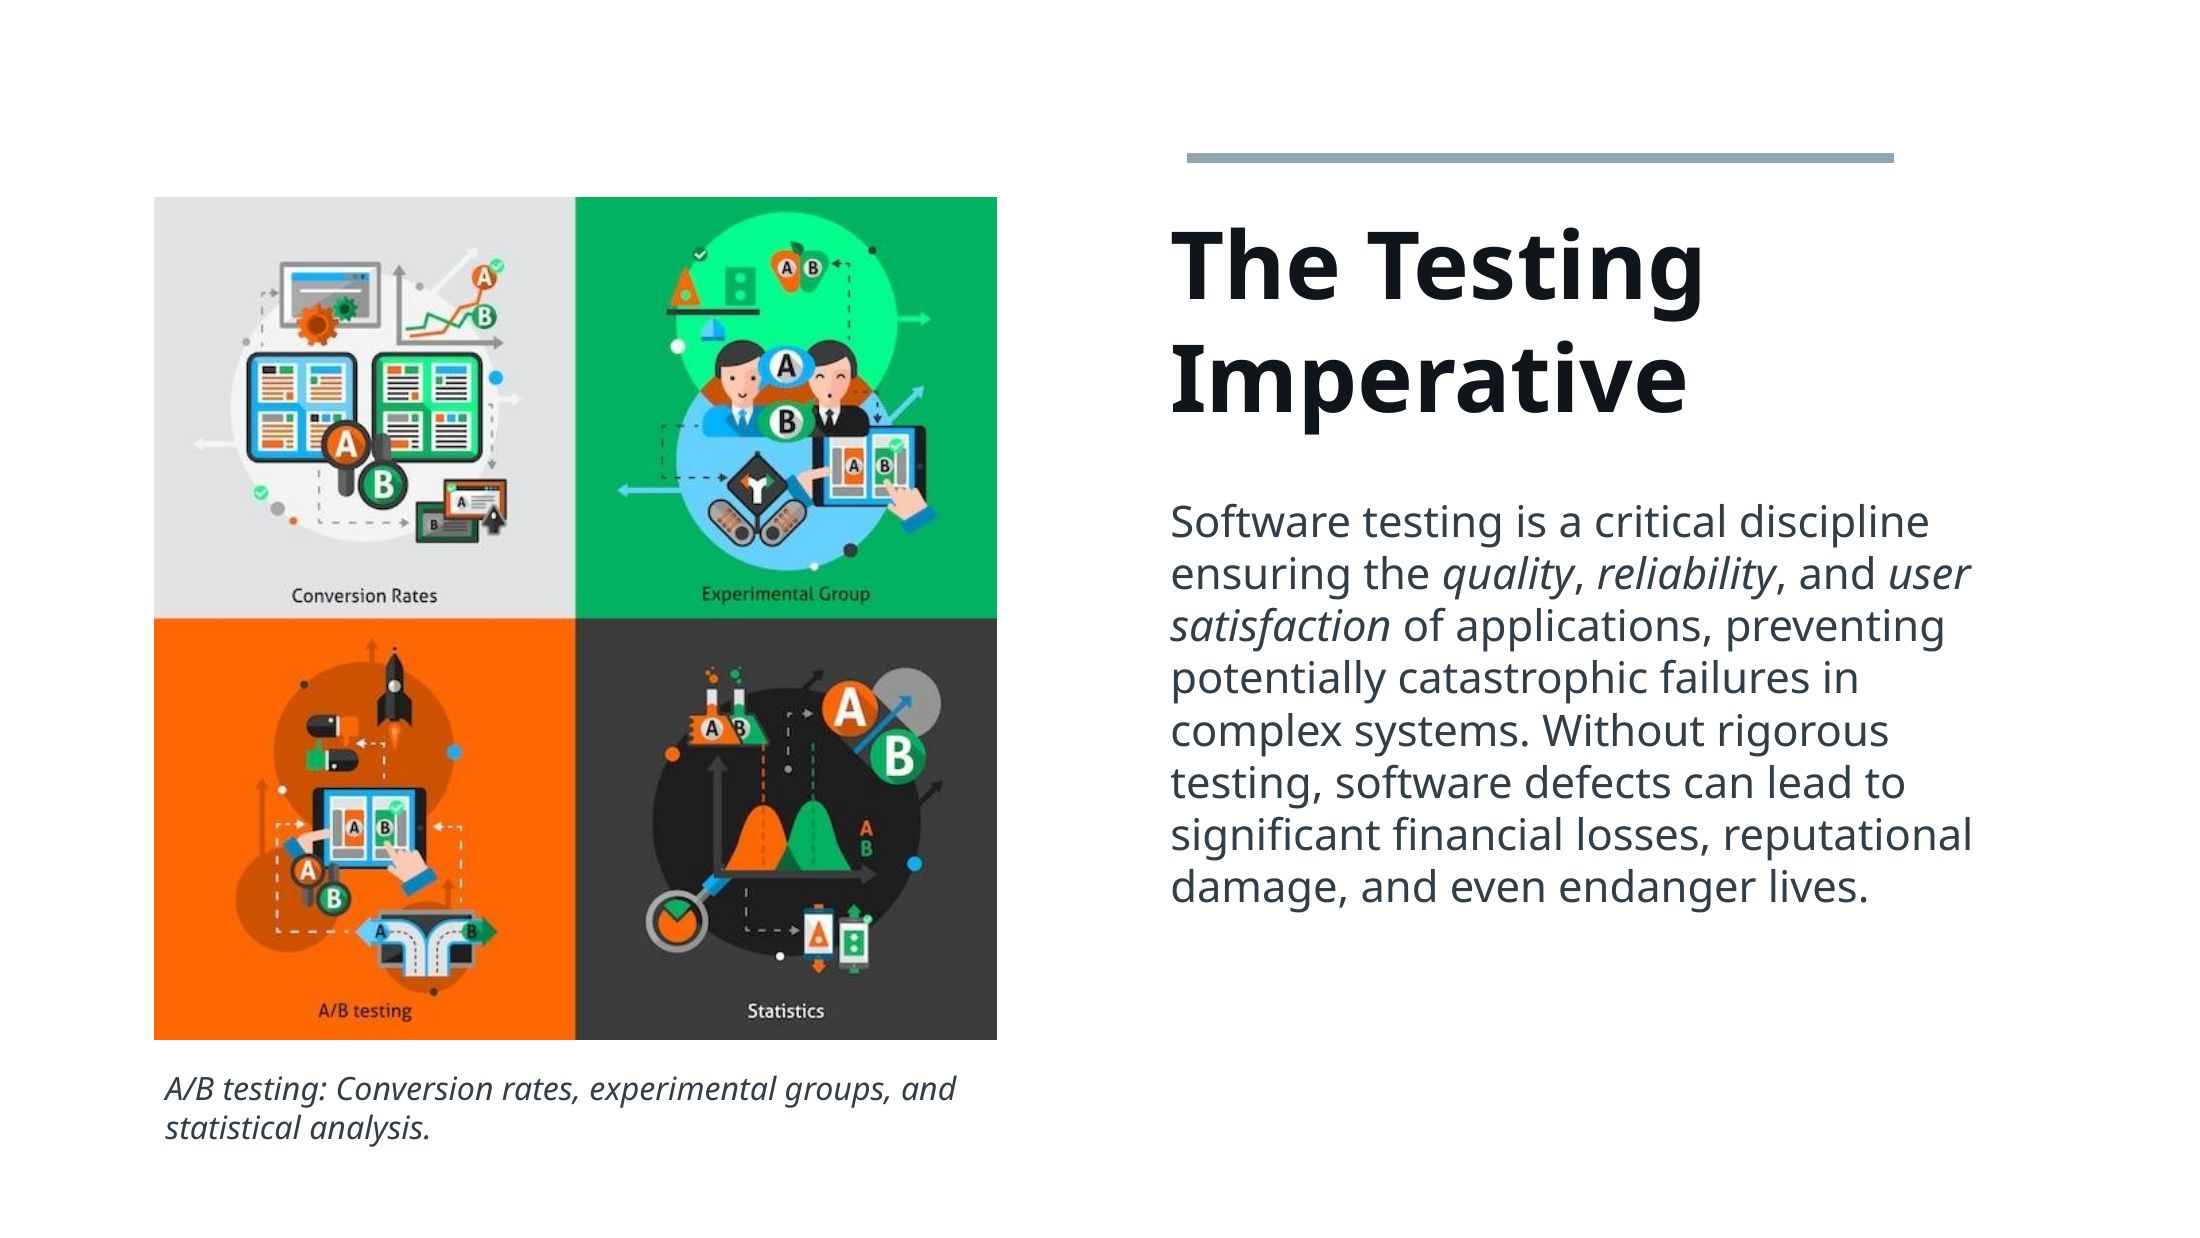 The Testing
Imperative
Software testing is a critical discipline
ensuring the quality, reliability, and user
satisfaction of applications, preventing
potentially catastrophic failures in
complex systems. Without rigorous
testing, software defects can lead to
significant financial losses, reputational
damage, and even endanger lives.
A
B
A
B
A
B
Conversion Rates
A B
A
B
A B
Experimental Group
A B
A
B
A B
A/B testing
A B
A
B
A
B
A
Statistics
A/B testing: Conversion rates, experimental groups, and
statistical analysis.